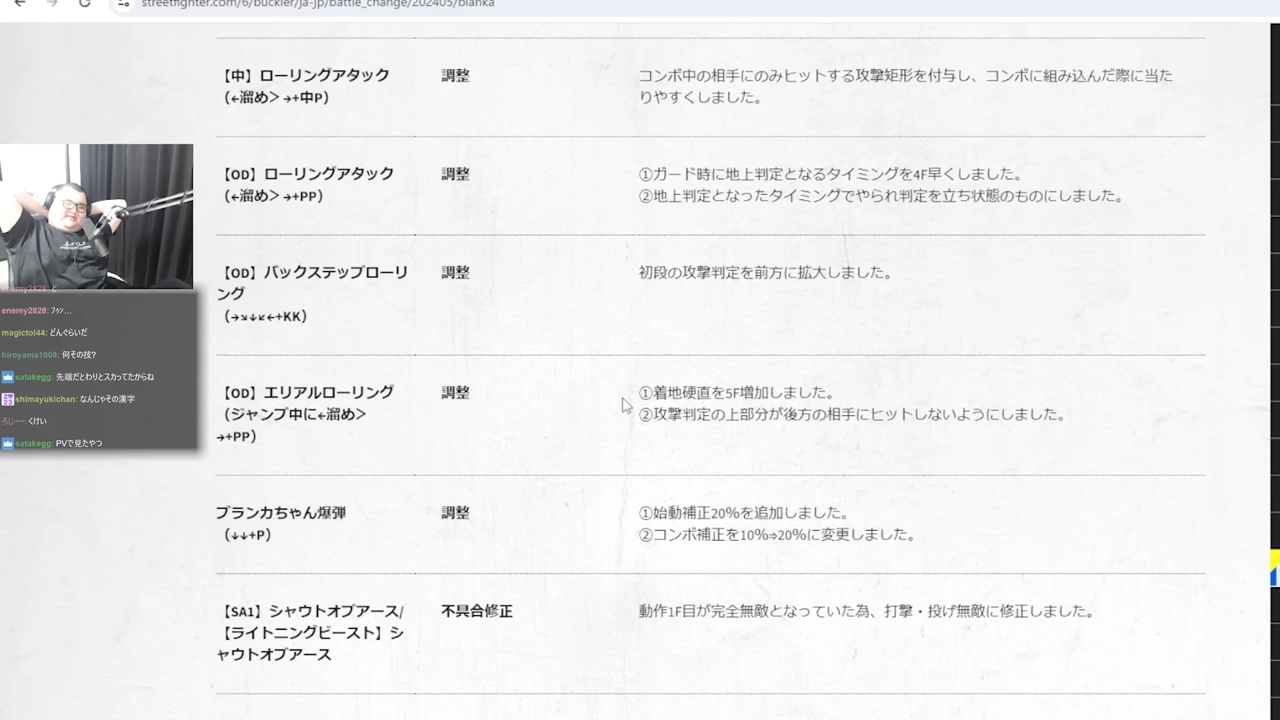 streetfighter.com/6/buckler/ja-jp/battle_change/202405/blanka
【中】ローリングアタック
（←溜め＞→+中P）
調整
コンボ中の相手にのみヒットする攻撃矩形を付与し、コンボに組み込んだ際に当た
りやすくしました。
【OD】ローリングアタック
（←溜め＞→+PP）
調整
①ガード時に地上判定となるタイミングを4F早くしました。
②地上判定となったタイミングでやられ判定を立ち状態のものにしました。
【OD】バックステップローリ
ング
（→↘↓↙←+KK）
調整
初段の攻撃判定を前方に拡大しました。
【OD】エリアルローリング
（ジャンプ中に←溜め＞
→+PP）
調整
①着地硬直を5F増加しました。
②攻撃判定の上部分が後方の相手にヒットしないようにしました。
ブランカちゃん爆弾
（↓↓+P）
調整
①始動補正20％を追加しました。
②コンボ補正を10％⇒20％に変更しました。
【SA1】シャウトオブアース/
【ライトニングビースト】シ
ャウトオブアース
不具合修正
動作1F目が完全無敵となっていた為、打撃・投げ無敵に修正しました。
enemy2828: ど
enemy2828: ﾌｩﾝ…
magictol44: どんぐらいだ
hiroyama1008: 何その技?
satakegg: 先端だとわりとスカってたからね
shimayukichan: なんじゃその漢字
ろじーー: くけい
satakegg: PVで見たやつ